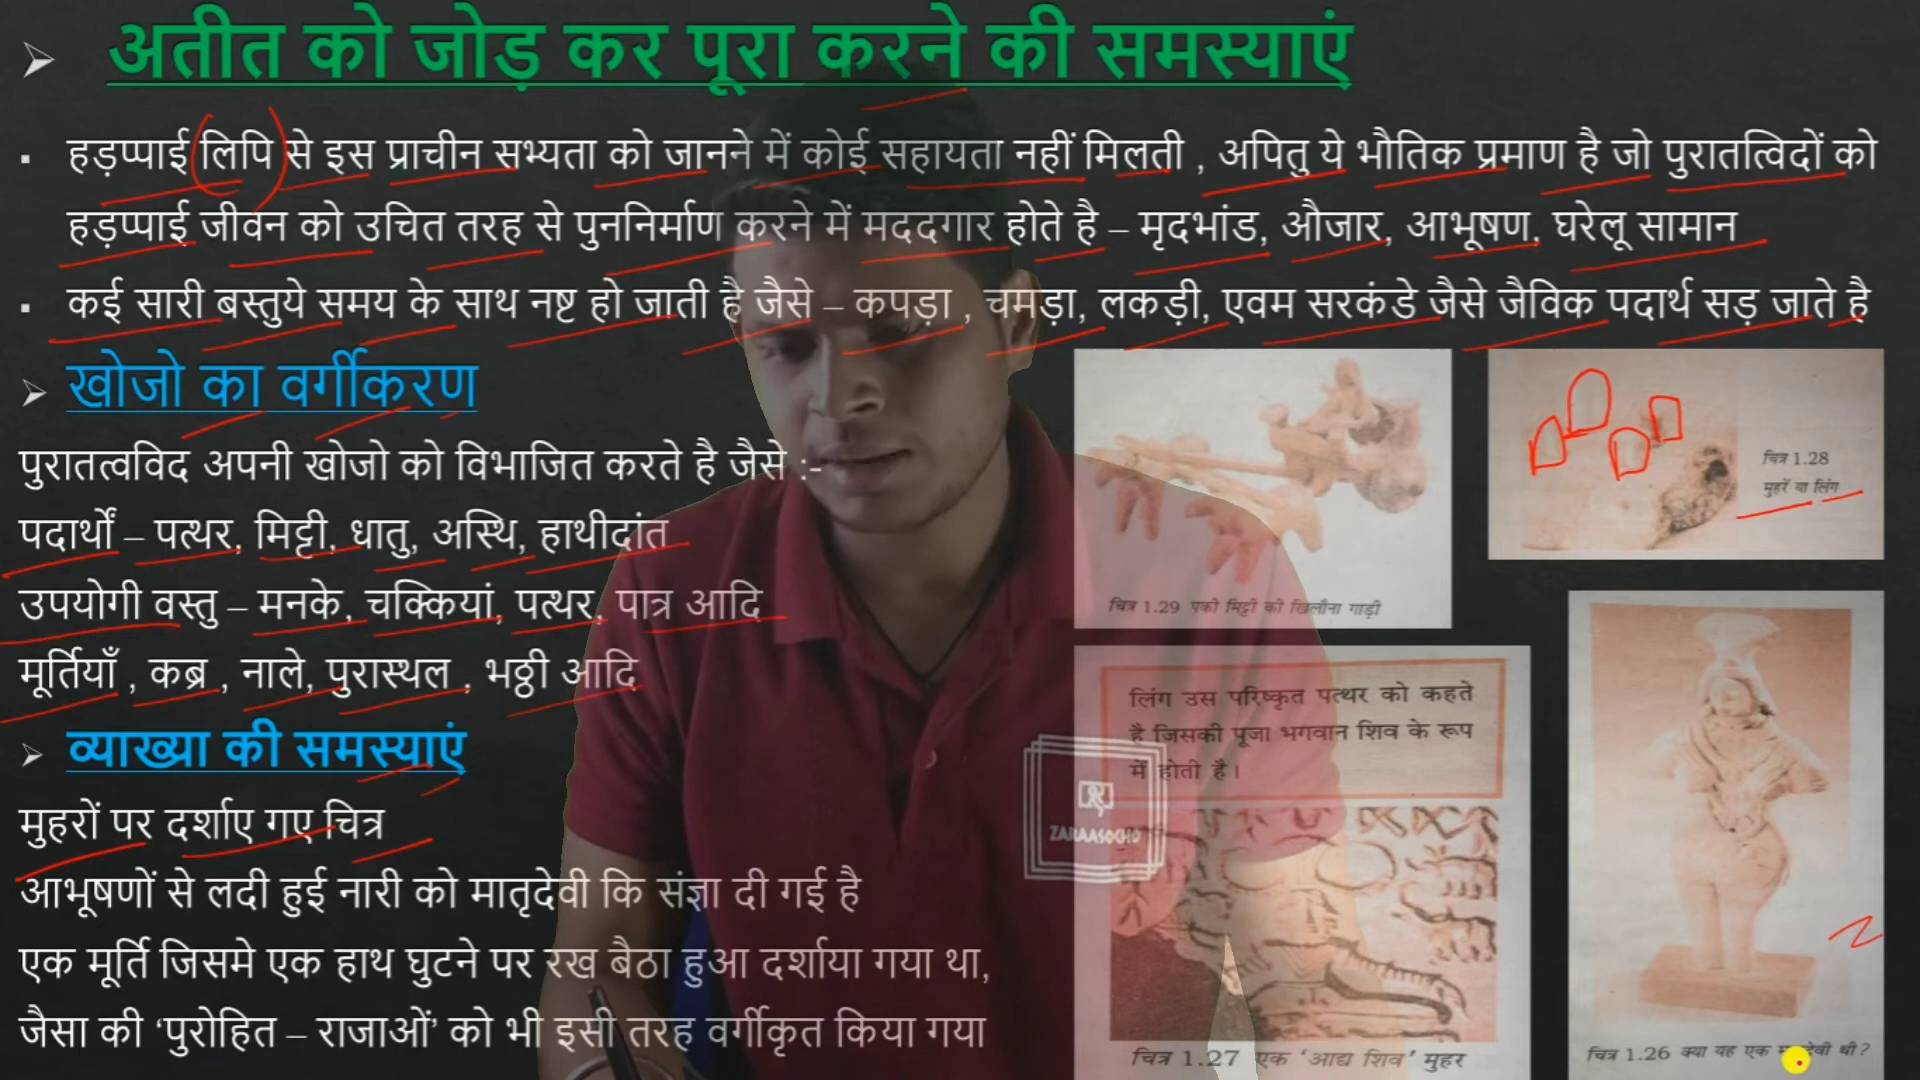 अतीत को जोड़ कर पूरा करने की समस्याएं
हड़प्पाई लिपि से इस प्राचीन सभ्यता को जानने में कोई सहायता नहीं मिलती , अपितु ये भौतिक प्रमाण है जो पुरातत्विदों को
हड़प्पाई जीवन को उचित तरह से पुननिर्माण करने में मददगार होते है – मृदभांड, औजार, आभूषण, घरेलू सामान
कई सारी बस्तुये समय के साथ नष्ट हो जाती है जैसे – कपड़ा , चमड़ा, लकड़ी, एवम सरकंडे जैसे जैविक पदार्थ सड़ जाते है
खोजो का वर्गीकरण
पुरातत्वविद अपनी खोजो को विभाजित करते है जैसे :-
पदार्थों – पत्थर, मिट्टी, धातु, अस्थि, हाथीदांत
उपयोगी वस्तु – मनके, चक्कियां, पत्थर, पात्र आदि
मूर्तियाँ , कब्र , नाले, पुरास्थल , भठ्ठी आदि
व्याख्या की समस्याएं
मुहरों पर दर्शाए गए चित्र
आभूषणों से लदी हुई नारी को मातृदेवी कि संज्ञा दी गई है
एक मूर्ति जिसमे एक हाथ घुटने पर रख बैठा हुआ दर्शाया गया था,
जैसा की ‘पुरोहित – राजाओं’ को भी इसी तरह वर्गीकृत किया गया
चित्र 1.29 पकी मिट्टी की खिलौना गाड़ी
चित्र 1.28
मुहरें या लिंग
लिंग उस परिष्कृत पत्थर को कहते
है जिसकी पूजा भगवान शिव के रूप
में होती है।
ZARAASOCHO
चित्र 1.27 एक ‘आद्य शिव’ मुहर
चित्र 1.26 क्या यह एक थी?